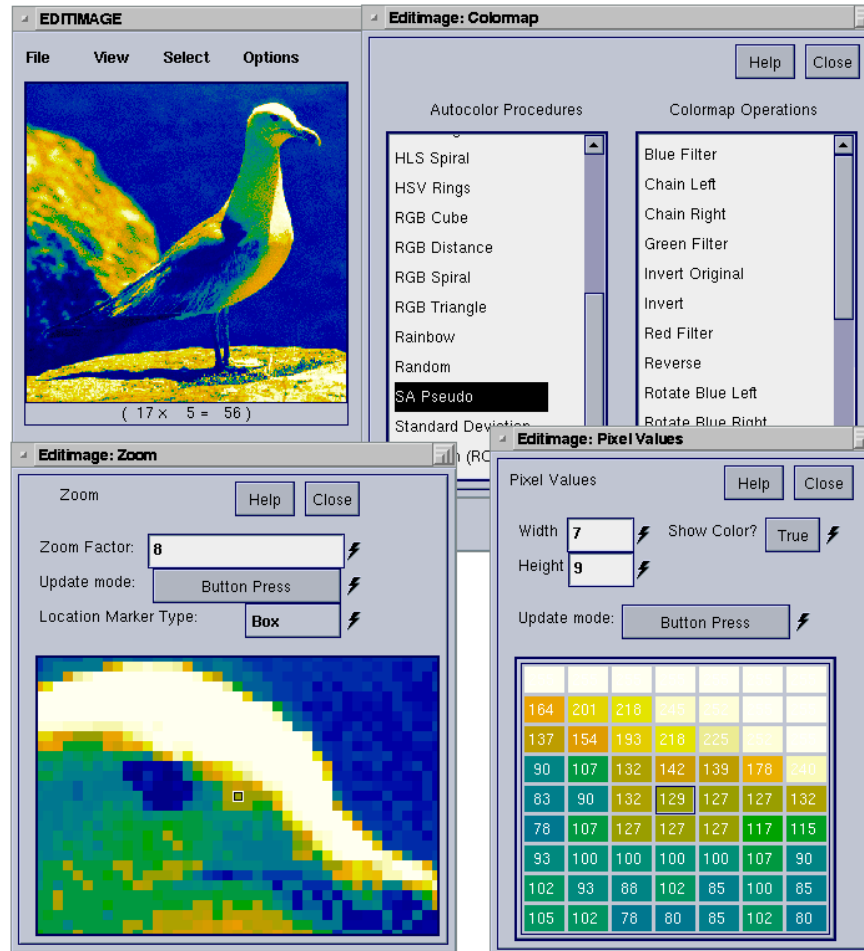 EDITIMAGE
File View Select Options
( 17 x 5 = 56 )
Editimage: Colormap
Help Close
Autocolor Procedures
HLS Spiral
HSV Rings
RGB Cube
RGB Distance
RGB Spiral
RGB Triangle
Rainbow
Random
SA Pseudo
Standard Deviation
Colormap Operations
Blue Filter
Chain Left
Chain Right
Green Filter
Invert Original
Invert
Red Filter
Reverse
Rotate Blue Left
Rotate Blue Right
Editimage: Zoom
Zoom Help Close
Zoom Factor: 8
Update mode: Button Press
Location Marker Type: Box
Editimage: Pixel Values
Pixel Values Help Close
Width 7 Show Color? True
Height 9
Update mode: Button Press
164 201 218
137 154 193 218 225
90 107 132 142 139 178 240
83 90 132 129 127 127 132
78 107 127 127 127 117 115
93 100 100 100 100 107 90
102 93 88 102 85 100 85
105 102 78 80 85 102 80